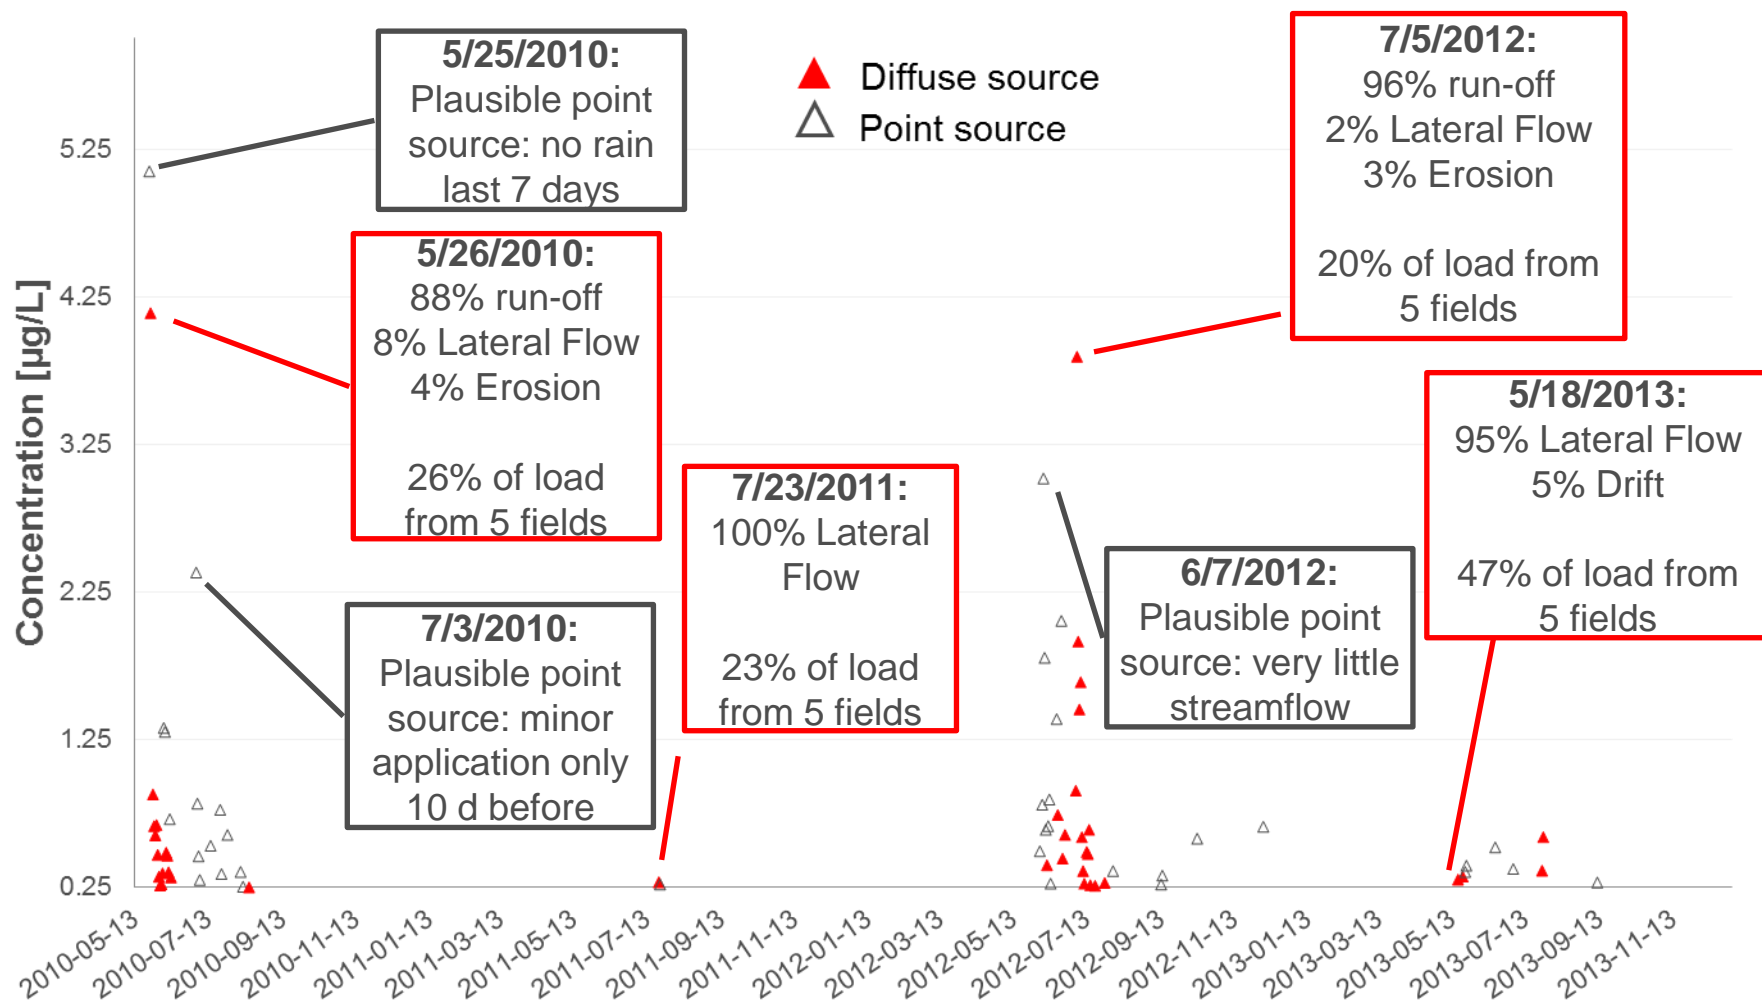 5/25/2010:
Plausible point
source: no rain
last 7 days
Diffuse source
Point source
7/5/2012:
96% run-off
2% Lateral Flow
3% Erosion
20% of load from
5 fields
5/26/2010:
88% run-off
8% Lateral Flow
4% Erosion
26% of load
from 5 fields
5/18/2013:
95% Lateral Flow
5% Drift
47% of load from
5 fields
7/23/2011:
100% Lateral
Flow
23% of load
from 5 fields
6/7/2012:
Plausible point
source: very little
streamflow
7/3/2010:
Plausible point
source: minor
application only
10 d before
Concentration [µg/L]
5.25
4.25
3.25
2.25
1.25
0.25
2010-05-13
2010-07-13
2010-09-13
2010-11-13
2011-01-13
2011-03-13
2011-05-13
2011-07-13
2011-09-13
2011-11-13
2012-01-13
2012-03-13
2012-05-13
2012-07-13
2012-09-13
2012-11-13
2013-01-13
2013-03-13
2013-05-13
2013-07-13
2013-09-13
2013-11-13